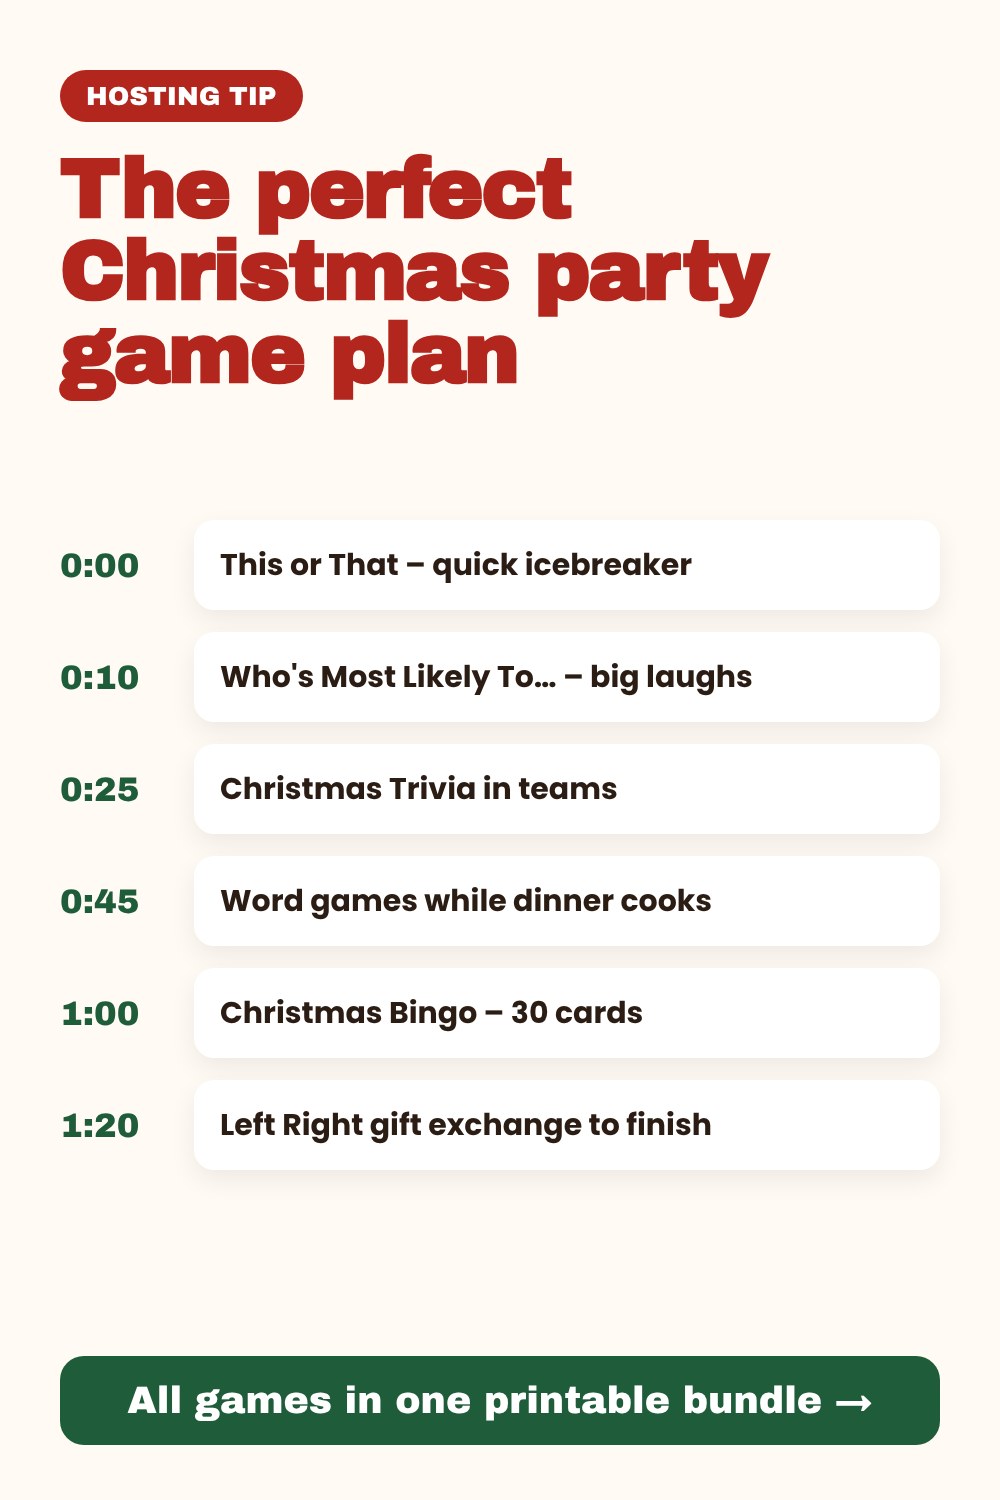 HOSTING TIP
The perfect
Christmas party
game plan
0:00 This or That – quick icebreaker
0:10 Who's Most Likely To... – big laughs
0:25 Christmas Trivia in teams
0:45 Word games while dinner cooks
1:00 Christmas Bingo – 30 cards
1:20 Left Right gift exchange to finish
All games in one printable bundle →